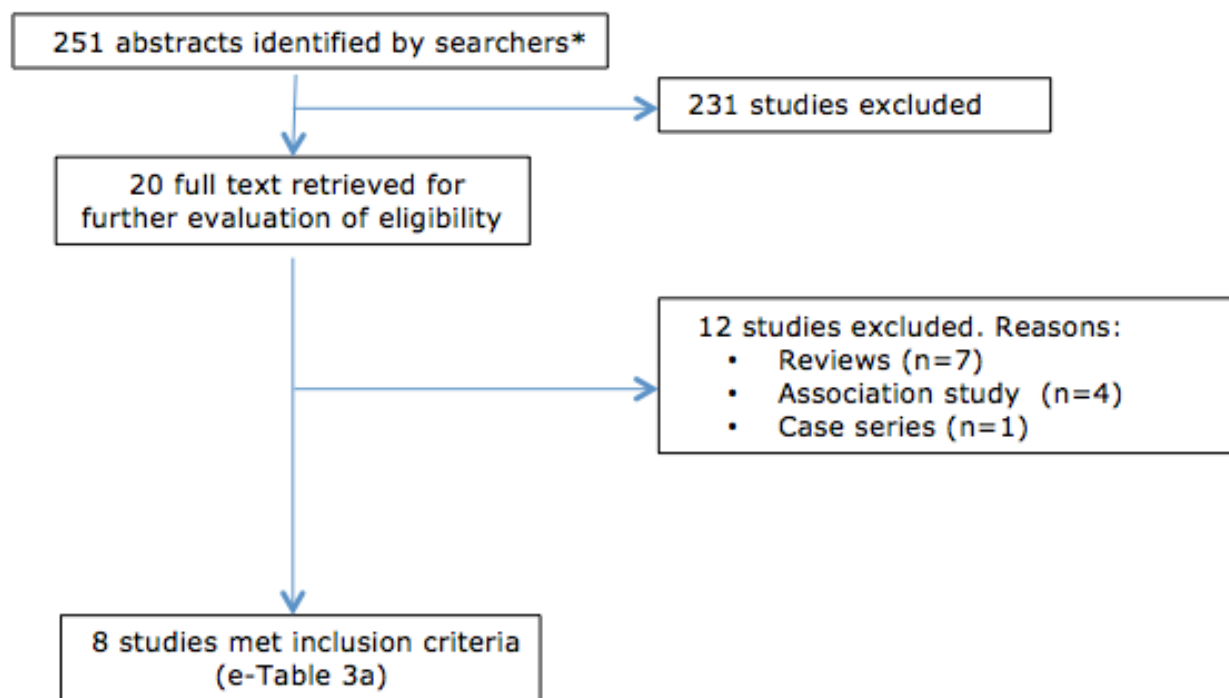 251 abstracts identified by searchers*
231 studies excluded
20 full text retrieved for
further evaluation of eligibility
12 studies excluded. Reasons:
• Reviews (n=7)
• Association study (n=4)
• Case series (n=1)
8 studies met inclusion criteria
(e-Table 3a)